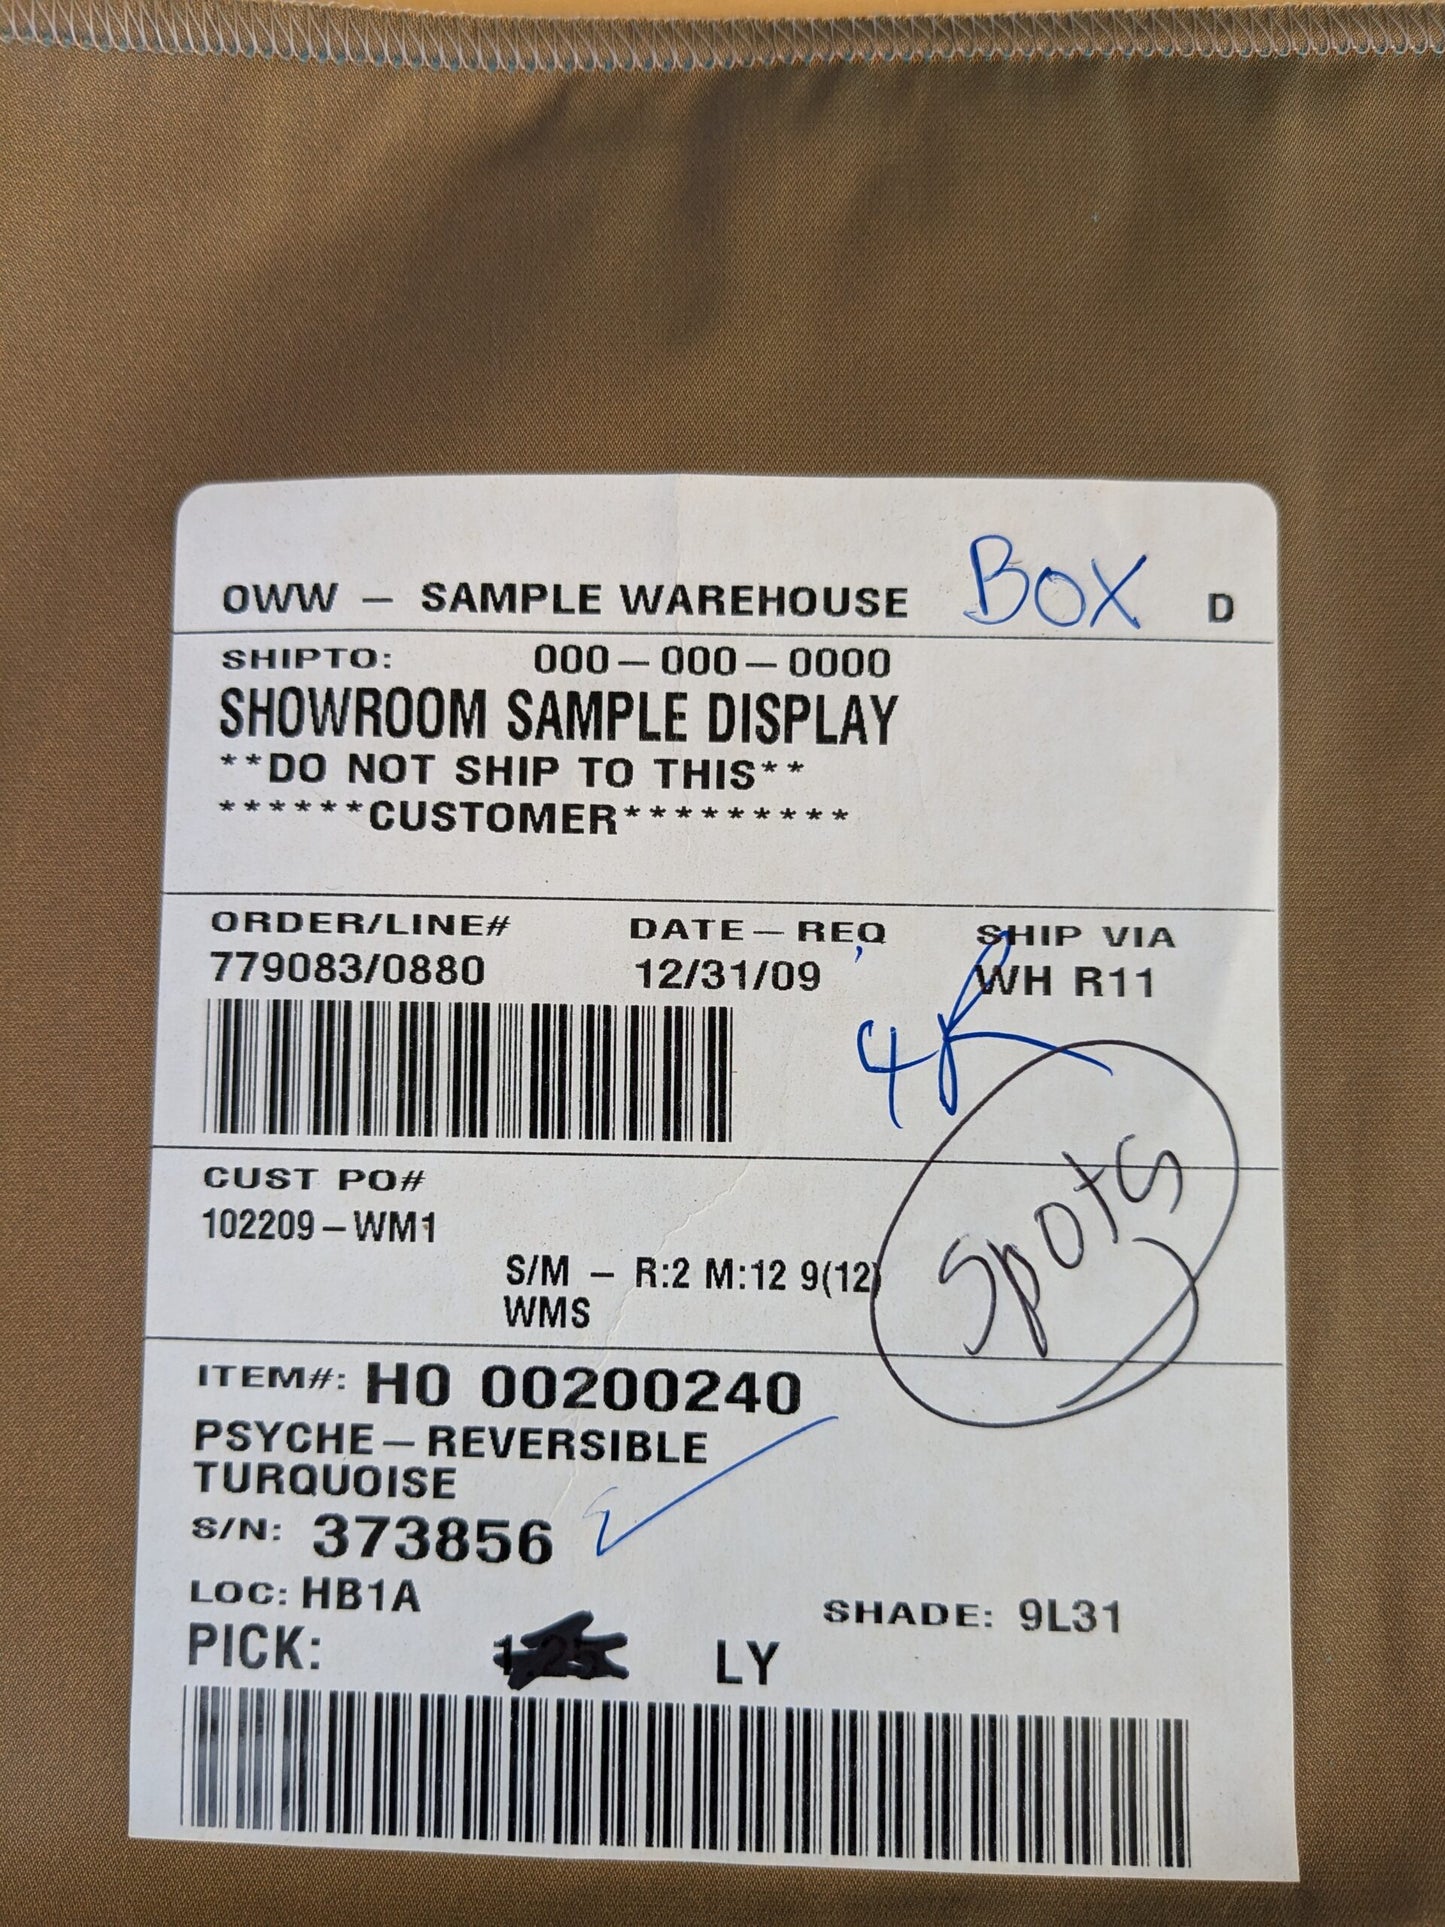 OWW - SAMPLE WAREHOUSE BOX D
SHIPTO: 000-000-0000
SHOWROOM SAMPLE DISPLAY
**DO NOT SHIP TO THIS**
******CUSTOMER*********
ORDER/LINE# DATE-REQ SHIP VIA
779083/0880 12/31/09 WH R11
CUST PO#
102209-WM1
S/M - R:2 M:12 9(12)
WMS
Spots
ITEM#: HO 00200240
PSYCHE-REVERSIBLE
TURQUOISE
S/N: 373856
LOC: HB1A SHADE: 9L31
PICK: LY